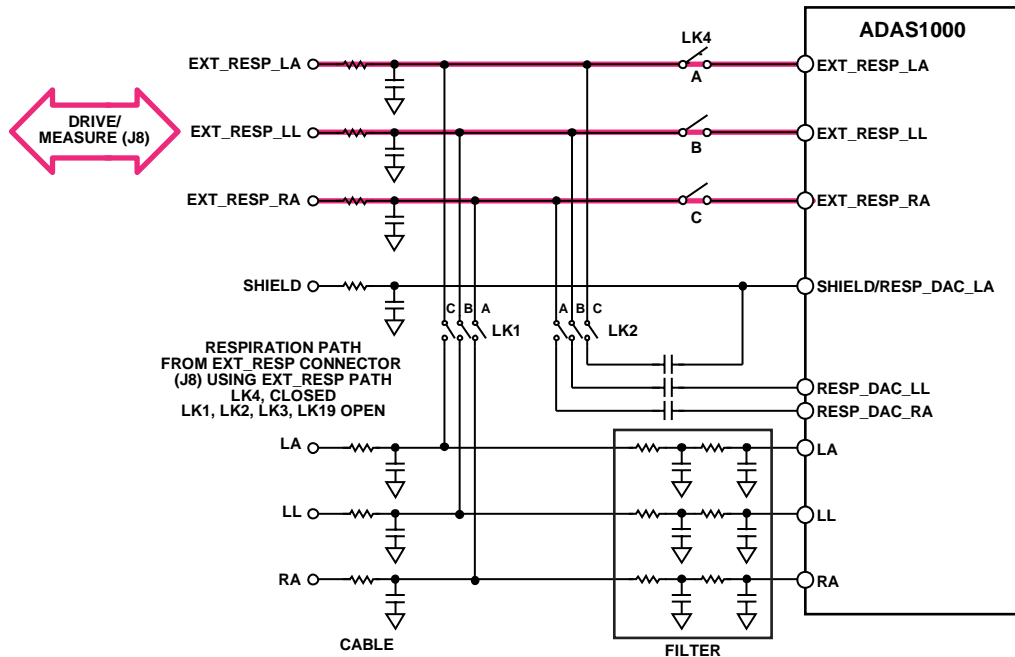 ADAS1000
LK4
EXT_RESP_LA
A
EXT_RESP_LA
DRIVE/
MEASURE (J8)
EXT_RESP_LL
B
EXT_RESP_LL
EXT_RESP_RA
C
EXT_RESP_RA
SHIELD
SHIELD/RESP_DAC_LA
C B A
LK1
A B C
LK2
RESPIRATION PATH
FROM EXT_RESP CONNECTOR
(J8) USING EXT_RESP PATH
LK4, CLOSED
LK1, LK2, LK3, LK19 OPEN
RESP_DAC_LL
RESP_DAC_RA
LA
LA
LL
LL
RA
RA
CABLE
FILTER